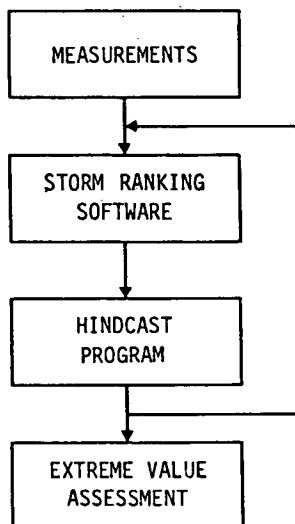 MEASUREMENTS
STORM RANKING
SOFTWARE
HINDCAST
PROGRAM
EXTREME VALUE
ASSESSMENT